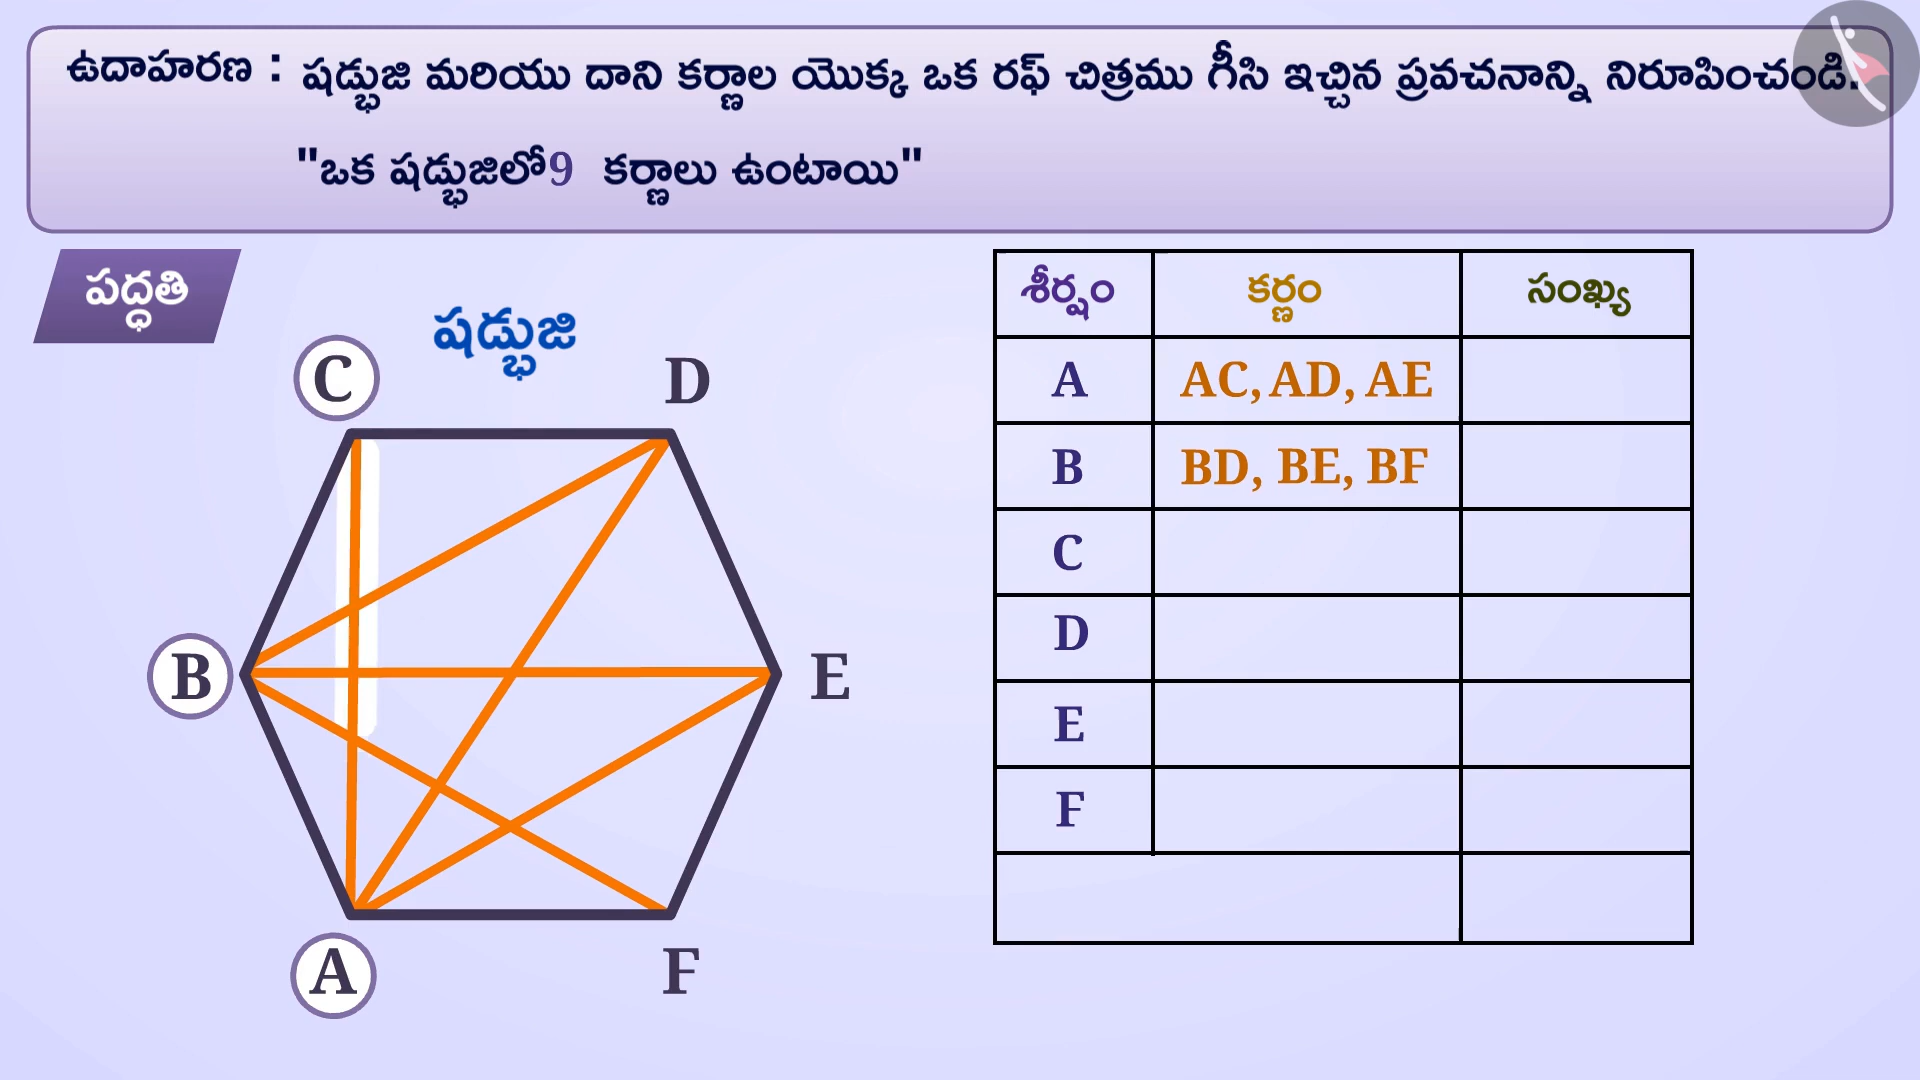 ఉదాహరణ : షడ్భుజి మరియు దాని కర్ణాల యొక్క ఒక రఫ్ చిత్రము గీసి ఇచ్చిన ప్రవచనాన్ని నిరూపించండి.
"ఒక షడ్భుజిలో9 కర్ణాలు ఉంటాయి"
పద్ధతి
షడ్భుజి
C
D
B
E
A
F
శీర్షం కర్ణం సంఖ్య
A AC, AD, AE
B BD, BE, BF
C
D
E
F